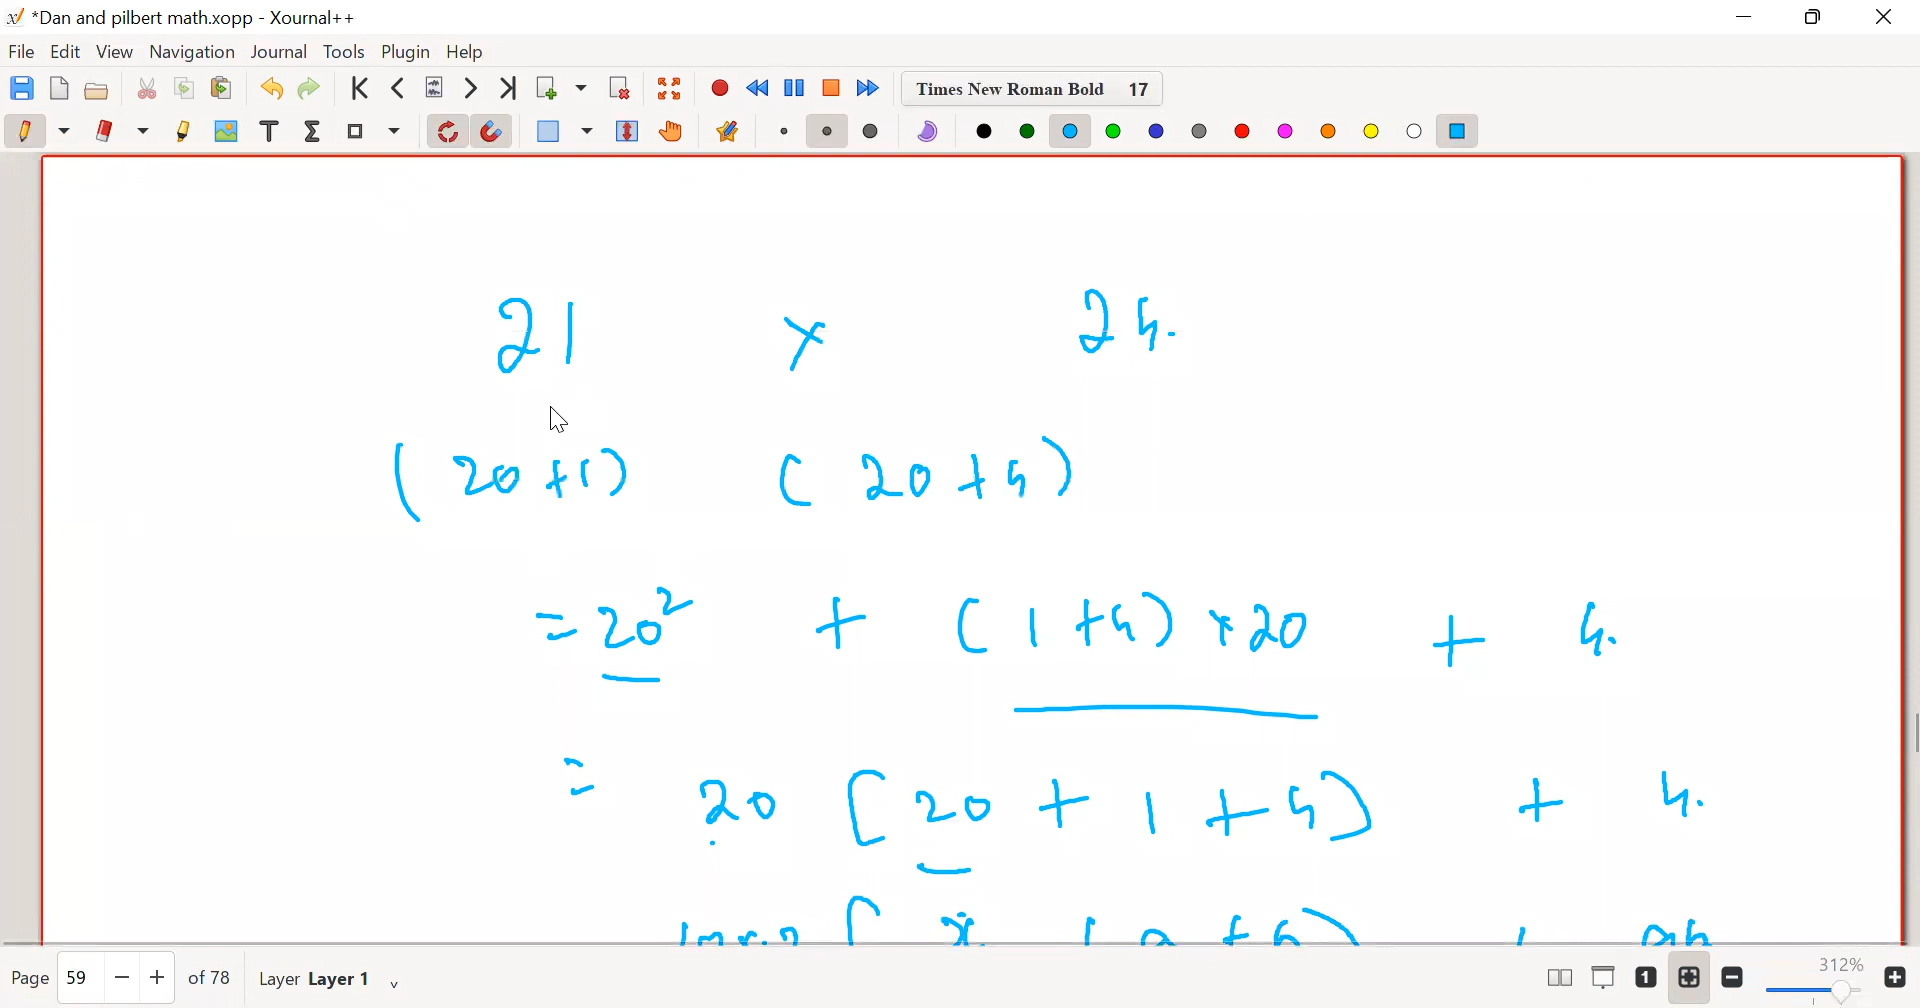 *Dan and pilbert math.xopp - Xournal++
File Edit View Navigation Journal Tools Plugin Help
Times New Roman Bold 17
21 x 24.
(20+1) (20+4)
= 20² + (1+4)×20 + 4.
= 20 [20 + 1 + 4) + 4.
Page 59 of 78 Layer Layer 1 312%